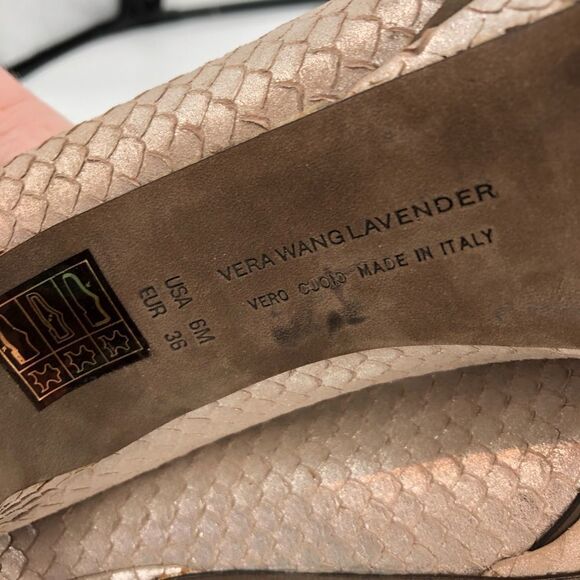 VERA WANG LAVENDER
VERO CUOIO MADE IN ITALY
USA 6M
EUR 36